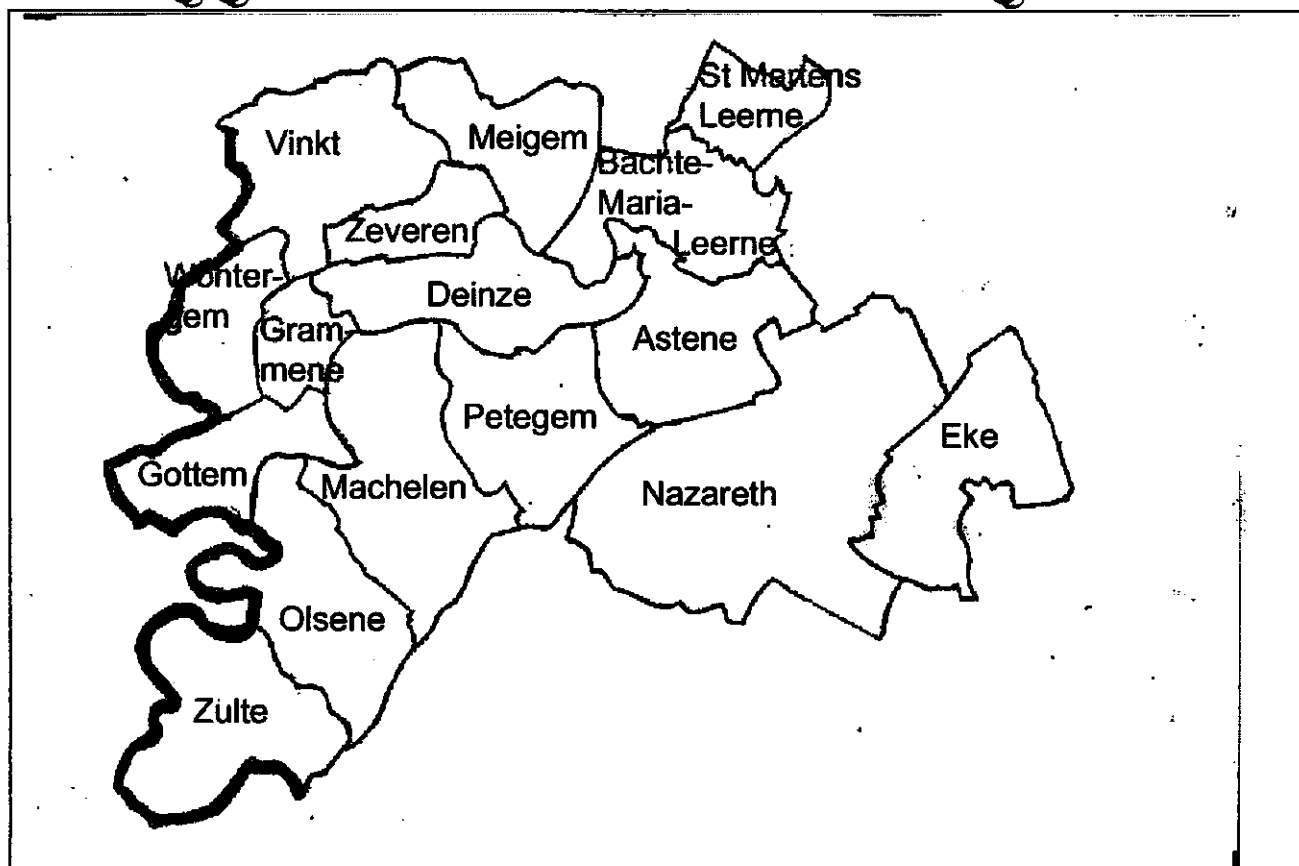 St Martens
Leerne
Vinkt
Meigem
Bachte-
Maria-
Leerne
Zeveren
Wonter-
gem
Deinze
Gram-
mene
Astene
Petegem
Eke
Gottem
Machelen
Nazareth
Olsene
Zulte